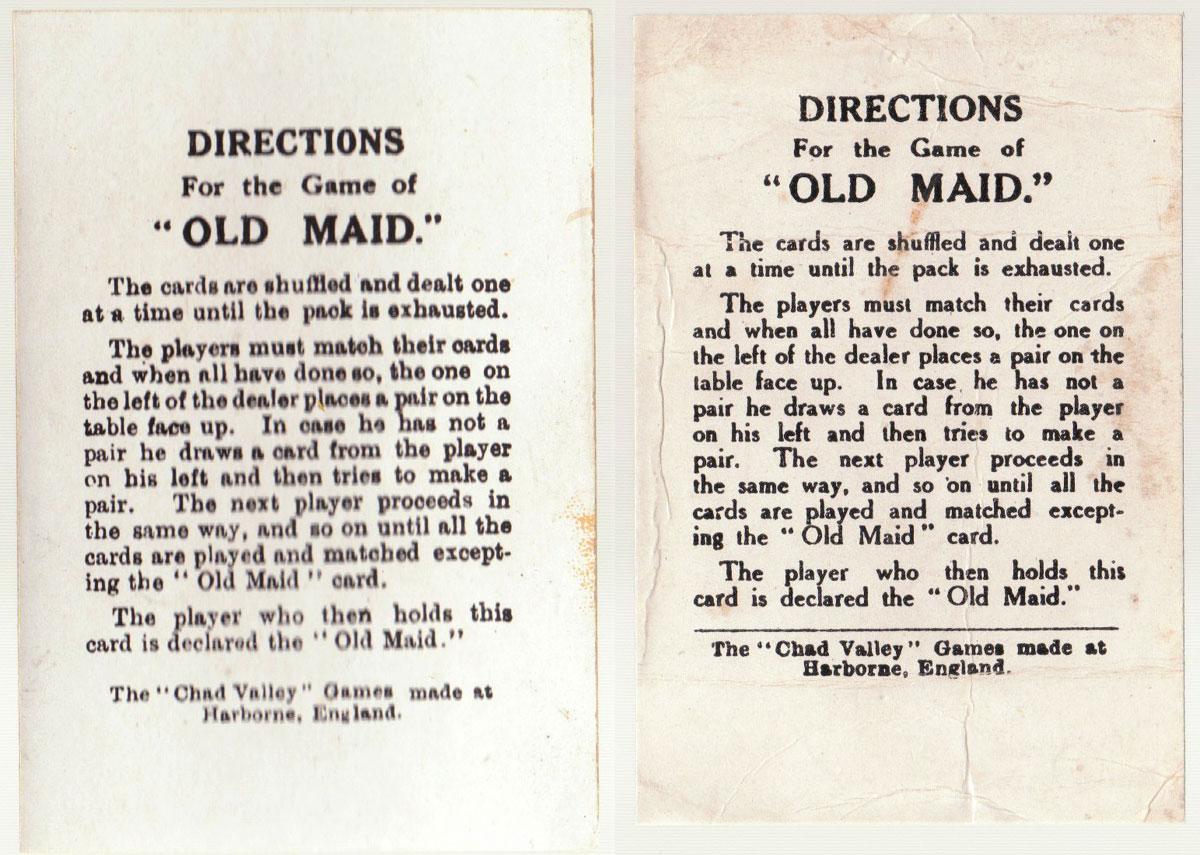 DIRECTIONS
For the Game of
“OLD MAID.”
The cards are shuffled and dealt one
at a time until the pack is exhausted.
The players must match their cards
and when all have done so, the one on
the left of the dealer places a pair on the
table face up. In case he has not a
pair he draws a card from the player
on his left and then tries to make a
pair. The next player proceeds in
the same way, and so on until all the
cards are played and matched except-
ing the “Old Maid” card.
The player who then holds this
card is declared the “Old Maid.”
The “Chad Valley” Games made at
Harborne, England.
DIRECTIONS
For the Game of
“OLD MAID.”
The cards are shuffled and dealt one
at a time until the pack is exhausted.
The players must match their cards
and when all have done so, the one on
the left of the dealer places a pair on the
table face up. In case he has not a
pair he draws a card from the player
on his left and then tries to make a
pair. The next player proceeds in
the same way, and so on until all the
cards are played and matched except-
ing the “Old Maid” card.
The player who then holds this
card is declared the “Old Maid.”
The “Chad Valley” Games made at
Harborne, England.